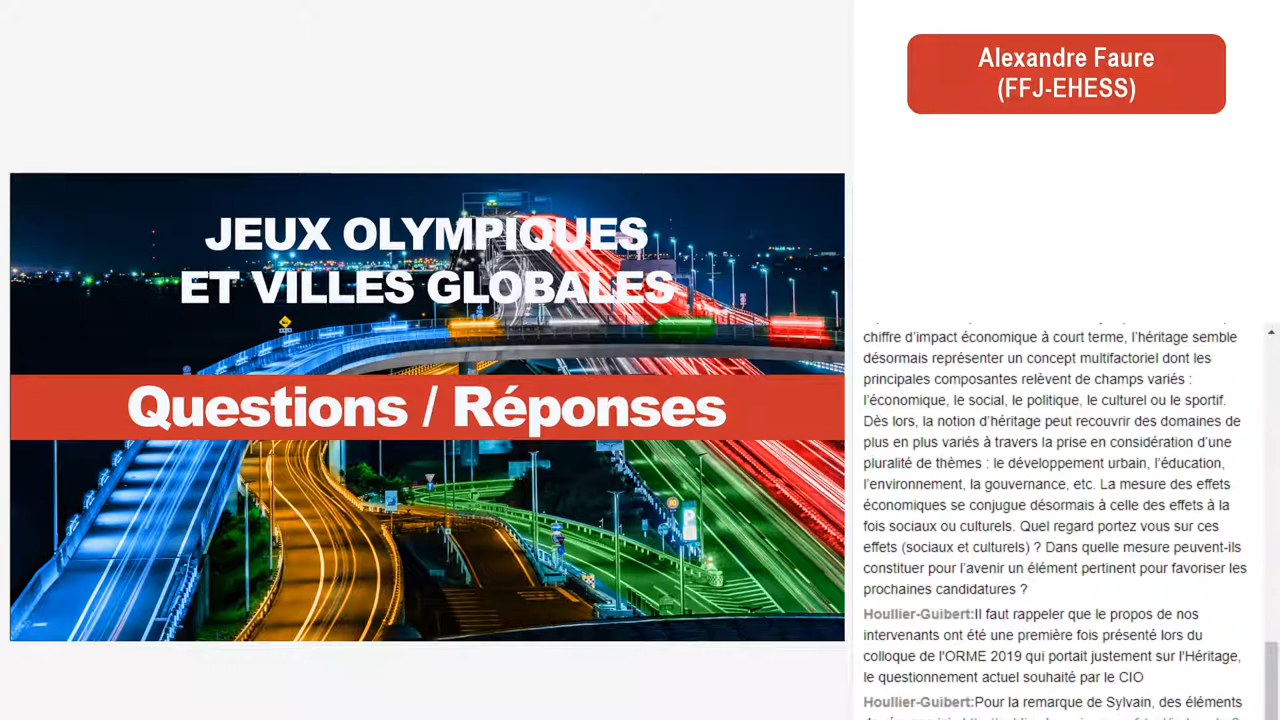 Alexandre Faure
(FFJ-EHESS)
JEUX OLYMPIQUES
ET VILLES GLOBALES
Questions / Réponses
chiffre d'impact économique à court terme, l'héritage semble
désormais représenter un concept multifactoriel dont les
principales composantes relèvent de champs variés :
l'économique, le social, le politique, le culturel ou le sportif.
Dès lors, la notion d'héritage peut recouvrir des domaines de
plus en plus variés à travers la prise en considération d'une
pluralité de thèmes : le développement urbain, l'éducation,
l'environnement, la gouvernance, etc. La mesure des effets
économiques se conjugue désormais à celle des effets à la
fois sociaux ou culturels. Quel regard portez vous sur ces
effets (sociaux et culturels) ? Dans quelle mesure peuvent-ils
constituer pour l'avenir un élément pertinent pour favoriser les
prochaines candidatures ?
Houllier-Guibert:Il faut rappeler que le propos de nos
intervenants ont été une première fois présenté lors du
colloque de l'ORME 2019 qui portait justement sur l'Héritage,
le questionnement actuel souhaité par le CIO
Houllier-Guibert:Pour la remarque de Sylvain, des éléments